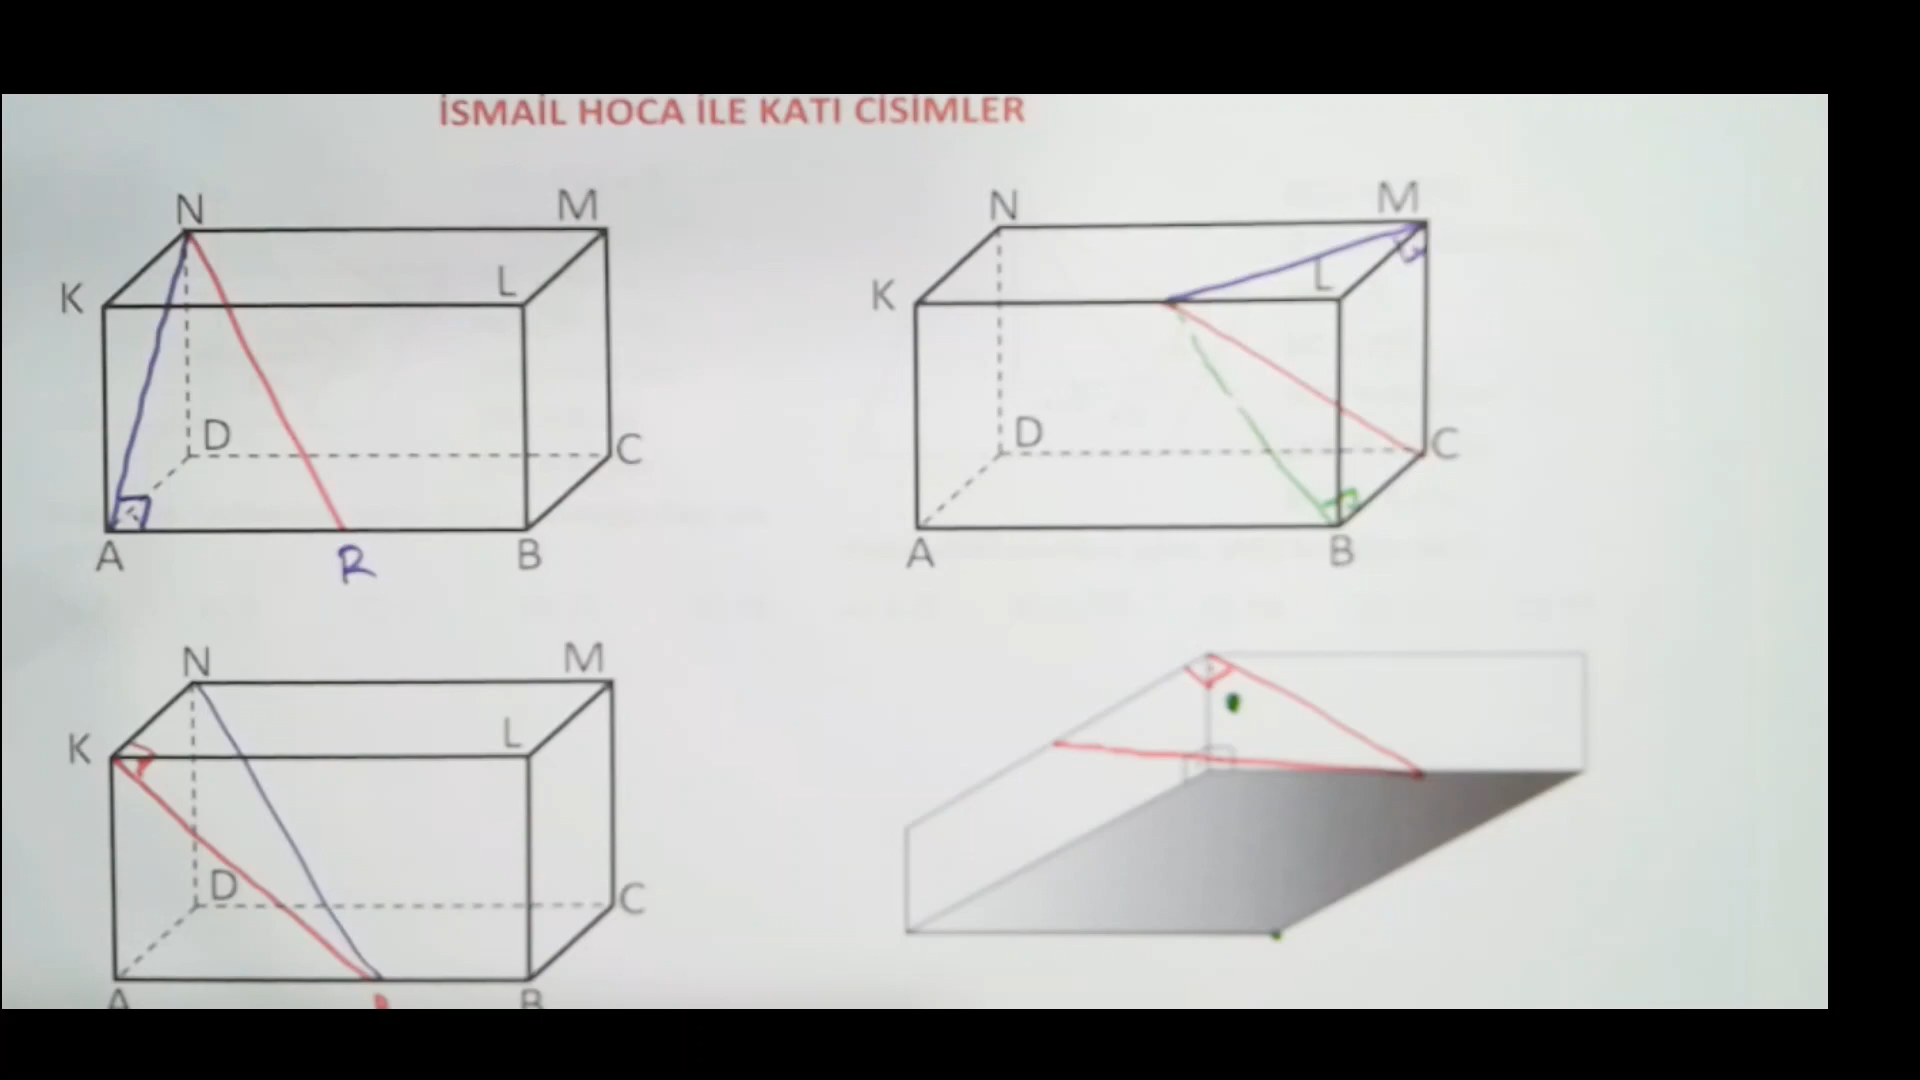 İSMAİL HOCA İLE KATI CİSİMLER
N M
K L
D C
A R B
N M
K L
D C
A B
N M
K L
D C
A B